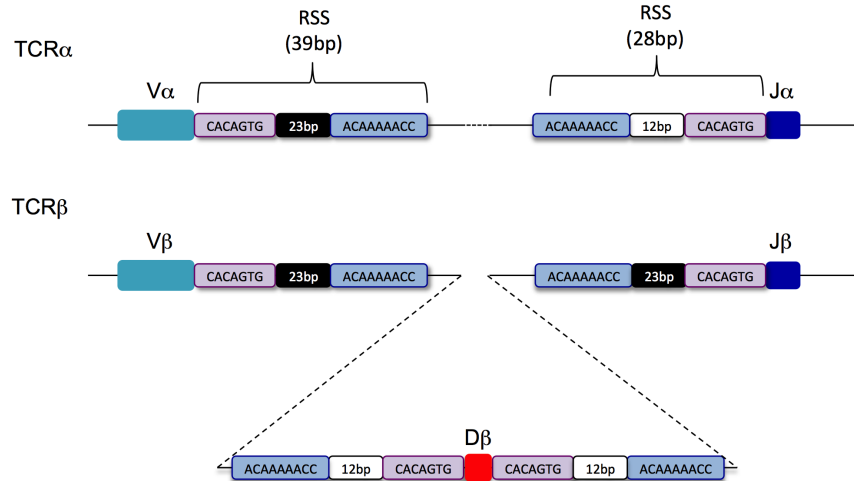 RSS
(39bp)
RSS
(28bp)
TCRα
Vα
Jα
CACAGTG 23bp ACAAAAACC ACAAAAACC 12bp CACAGTG
TCRβ
Vβ
Jβ
CACAGTG 23bp ACAAAAACC ACAAAAACC 23bp CACAGTG
Dβ
ACAAAAACC 12bp CACAGTG CACAGTG 12bp ACAAAAACC